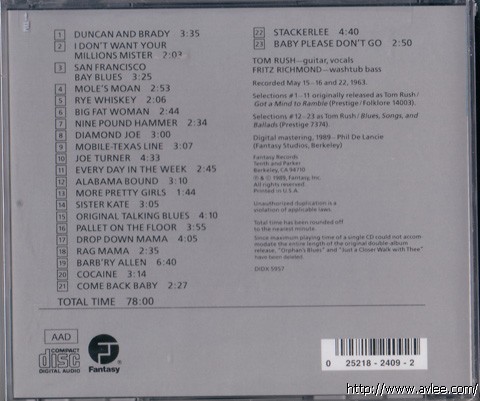 1 DUNCAN AND BRADY 3:35
2 I DON'T WANT YOUR
MILLIONS MISTER 2:03
3 SAN FRANCISCO
BAY BLUES 3:25
4 MOLE'S MOAN 2:53
5 RYE WHISKEY 2:06
6 BIG FAT WOMAN 2:44
7 NINE POUND HAMMER 2:34
8 DIAMOND JOE 3:00
9 MOBILE-TEXAS LINE 3:07
10 JOE TURNER 4:33
11 EVERY DAY IN THE WEEK 2:45
12 ALABAMA BOUND 3:10
13 MORE PRETTY GIRLS 1:44
14 SISTER KATE 3:05
15 ORIGINAL TALKING BLUES 4:10
16 PALLET ON THE FLOOR 3:55
17 DROP DOWN MAMA 4:05
18 RAG MAMA 2:35
19 BARB'RY ALLEN 6:40
20 COCAINE 3:14
21 COME BACK BABY 2:27
TOTAL TIME 78:00
22 STACKERLEE 4:40
23 BABY PLEASE DON'T GO 2:50
TOM RUSH—guitar, vocals
FRITZ RICHMOND—washtub bass
Recorded May 15-16 and 22, 1963.
Selections #1-11 originally released as Tom Rush/
Got a Mind to Ramble (Prestige/Folklore 14003).
Selections #12-23 as Tom Rush/Blues, Songs, and
Ballads (Prestige 7374).
Digital mastering, 1989-Phil De Lancie
(Fantasy Studios, Berkeley)
Fantasy Records
Tenth and Parker
Berkeley, CA 94710
℗ & © 1989, Fantasy, Inc.
All rights reserved.
Printed in U.S.A.
Unauthorized duplication is a
violation of applicable laws.
Total time has been rounded off
to the nearest minute.
Since maximum playing time of a single CD could not accom-
modate the entire length of the original double-album
release, "Orphan's Blues" and "Just a Closer Walk with Thee"
have been deleted.
DIDX-5957
AAD
COMPACT
disc
DIGITAL AUDIO
F
Fantasy
0 25218-2409-2
http://www.avlee.com